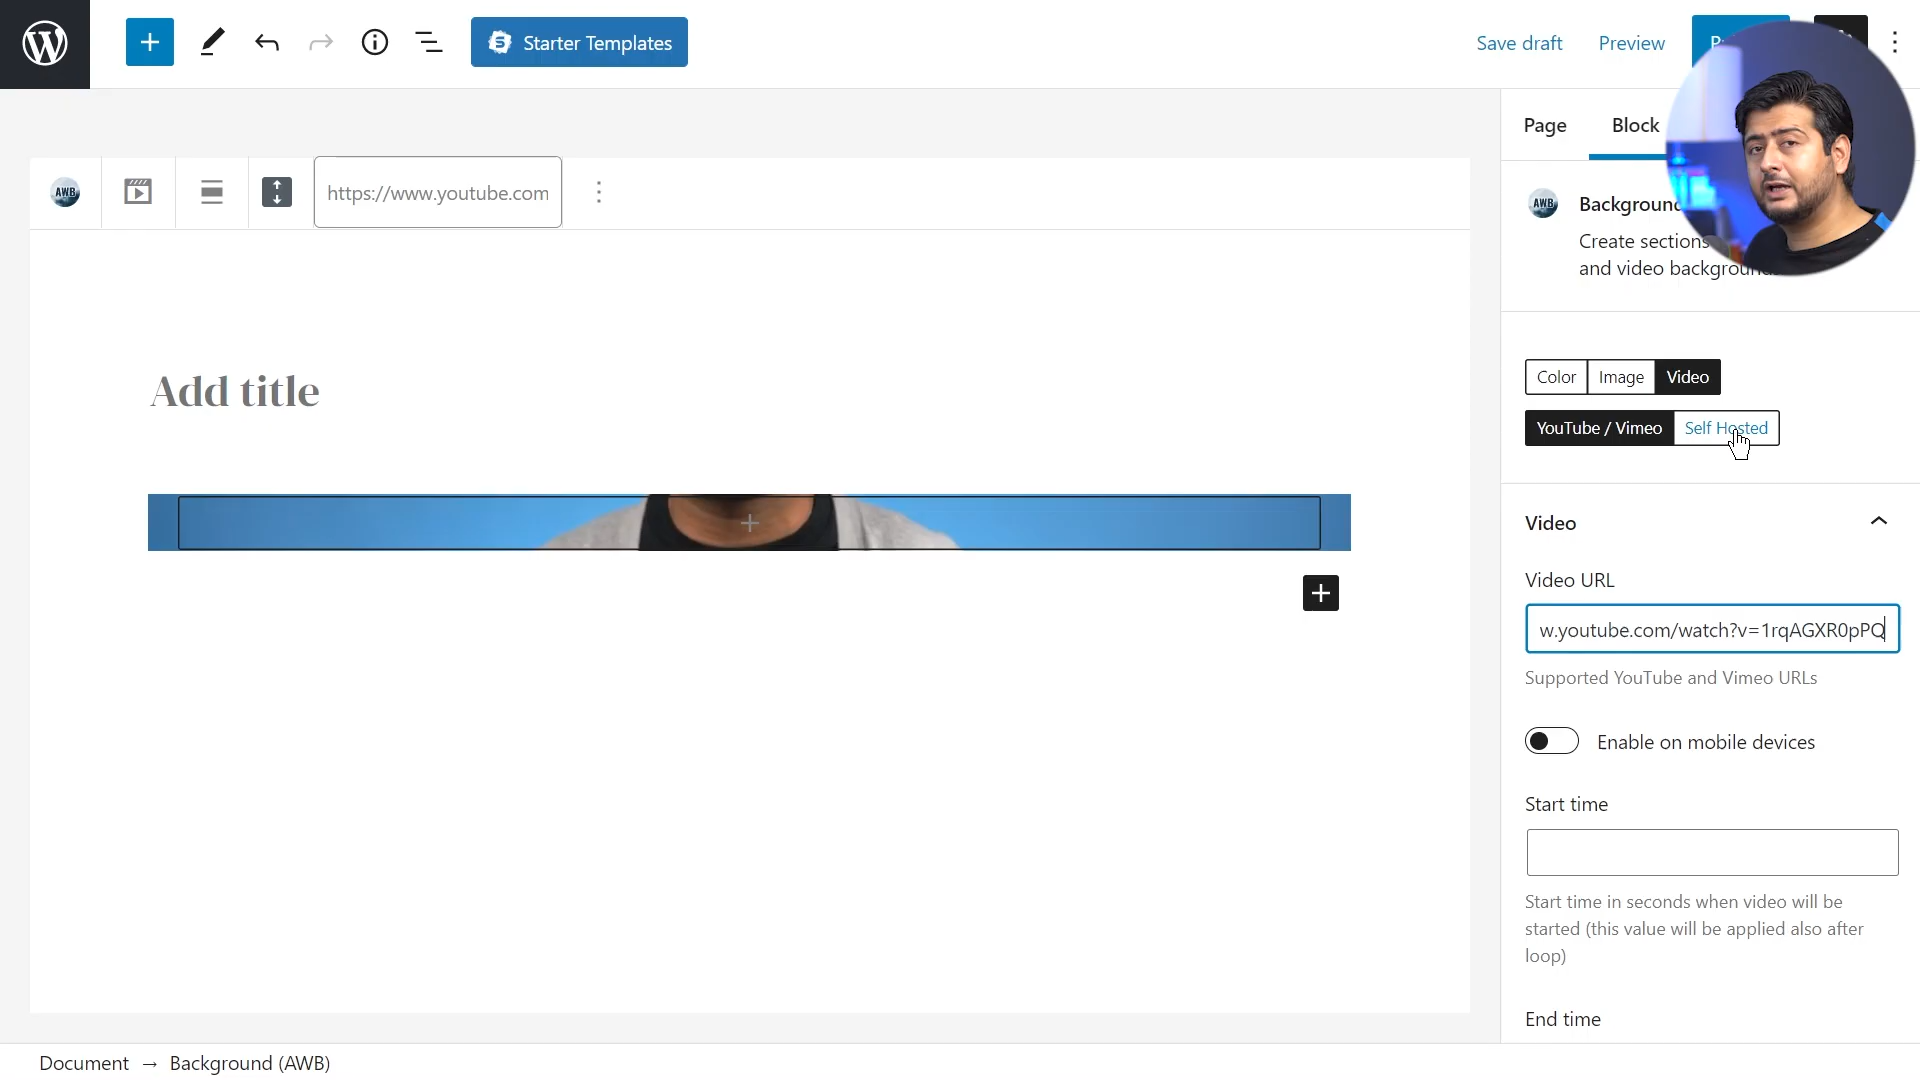 Starter Templates
Save draft
Preview
Page
Block
AWB
https://www.youtube.com
AWB
Background
Create sections
and video backgroun
Color
Image
Video
YouTube / Vimeo
Self Hosted
Add title
Video
Video URL
w.youtube.com/watch?v=1rqAGXR0pPQ
Supported YouTube and Vimeo URLs
Enable on mobile devices
Start time
Start time in seconds when video will be
started (this value will be applied also after
loop)
End time
Document → Background (AWB)